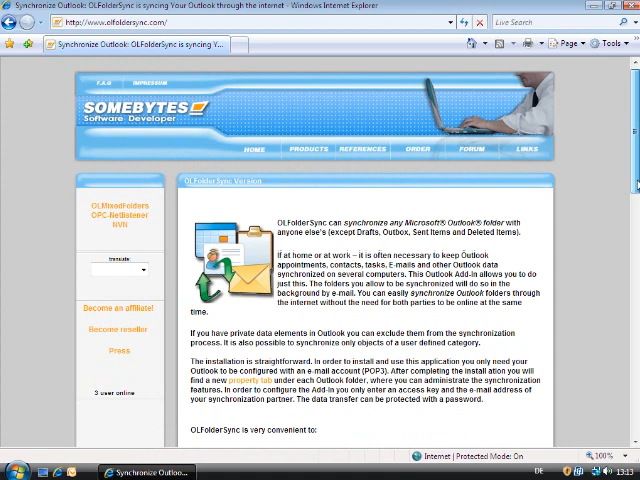 Synchronize Outlook: OLFolderSync is syncing Your Outlook through the internet - Windows Internet Explorer
http://www.olfoldersync.com/
Live Search
Synchronize Outlook: OLFolderSync is syncing Y...
Page
Tools
F.A.Q
IMPRESSUM
SOMEBYTES
Software Developer
HOME
PRODUCTS
REFERENCES
ORDER
FORUM
LINKS
OLMixedFolders
OPC-Netlistener
NVN
translate:
Become an affiliate!
Become reseller
Press
3 user online
OLFolderSync Version
OLFolderSync can synchronize any Microsoft® Outlook® folder with
anyone else's (except Drafts, Outbox, Sent Items and Deleted Items).
If at home or at work – it is often necessary to keep Outlook
appointments, contacts, tasks, E-mails and other Outlook data
synchronized on several computers. This Outlook Add-In allows you to do
just this. The folders you allow to be synchronized will do so in the
background by e-mail. You can easily synchronize Outlook folders through
the internet without the need for both parties to be online at the same
time.
If you have private data elements in Outlook you can exclude them from the synchronization
process. It is also possible to synchronize only objects of a user defined category.
The installation is straightforward. In order to install and use this application you only need your
Outlook to be configured with an e-mail account (POP3). After completing the installation you will
find a new property tab under each Outlook folder, where you can administrate the synchronization
features. In order to configure the Add-In you only enter an access key and the e-mail address of
your synchronization partner. The data transfer can be protected with a password.
OLFolderSync is very convenient to:
Internet | Protected Mode: On
100%
Synchronize Outloo...
DE
13:13